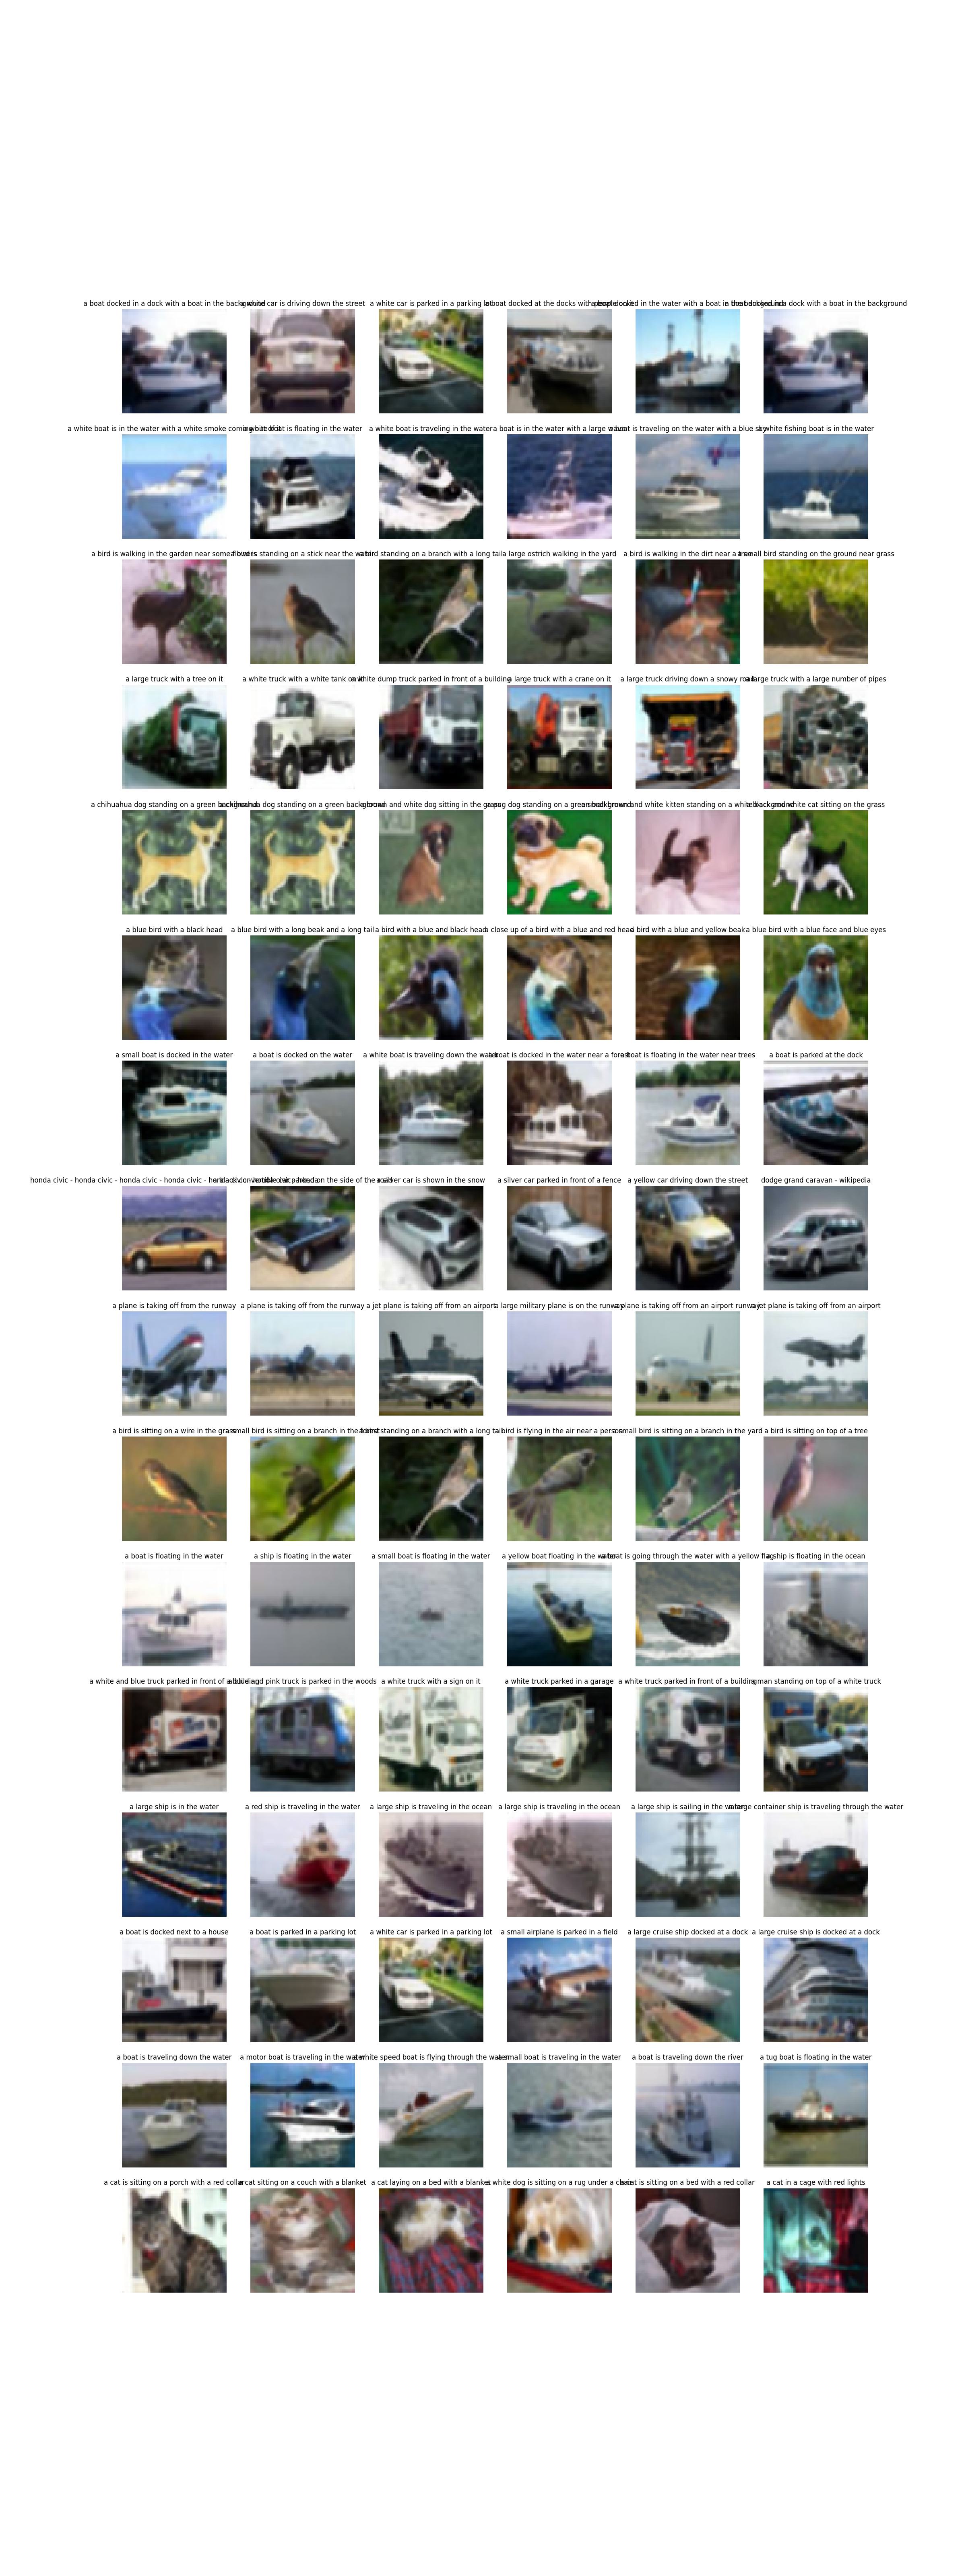 a boat docked in a dock with a boat in the background
a white car is driving down the street
a white car is parked in a parking lot
a boat docked at the docks with people on it
a boat docked in the water with a boat in the background
a boat docked in a dock with a boat in the background
a white boat is in the water with a white smoke coming out of it
a white boat is floating in the water
a white boat is traveling in the water
a boat is in the water with a large wave
a boat is traveling on the water with a blue sky
a white fishing boat is in the water
a bird is walking in the garden near some flowers
a bird is standing on a stick near the water
a bird standing on a branch with a long tail
a large ostrich walking in the yard
a bird is walking in the dirt near a tree
a small bird standing on the ground near grass
a large truck with a tree on it
a white truck with a white tank on it
a white dump truck parked in front of a building
a large truck with a crane on it
a large truck driving down a snowy road
a large truck with a large number of pipes
a chihuahua dog standing on a green background
a chihuahua dog standing on a green background
a brown and white dog sitting in the grass
a pug dog standing on a green background
a small brown and white kitten standing on a white background
a black and white cat sitting on the grass
a blue bird with a black head
a blue bird with a long beak and a long tail
a bird with a blue and black head
a close up of a bird with a blue and red head
a bird with a blue and yellow beak
a blue bird with a blue face and blue eyes
a small boat is docked in the water
a boat is docked on the water
a white boat is traveling down the water
a boat is docked in the water near a forest
a boat is floating in the water near trees
a boat is parked at the dock
honda civic - honda civic - honda civic - honda civic - honda civic - honda civic - honda
a black convertible car parked on the side of the road
a silver car is shown in the snow
a silver car parked in front of a fence
a yellow car driving down the street
dodge grand caravan - wikipedia
a plane is taking off from the runway
a plane is taking off from the runway
a jet plane is taking off from an airport
a large military plane is on the runway
a plane is taking off from an airport runway
a jet plane is taking off from an airport
a bird is sitting on a wire in the grass
a small bird is sitting on a branch in the forest
a bird standing on a branch with a long tail
a bird is flying in the air near a person
a small bird is sitting on a branch in the yard
a bird is sitting on top of a tree
a boat is floating in the water
a ship is floating in the water
a small boat is floating in the water
a yellow boat floating in the water
a boat is going through the water with a yellow flag
a ship is floating in the ocean
a white and blue truck parked in front of a building
a blue and pink truck is parked in the woods
a white truck with a sign on it
a white truck parked in a garage
a white truck parked in front of a building
a man standing on top of a white truck
a large ship is in the water
a red ship is traveling in the water
a large ship is traveling in the ocean
a large ship is traveling in the ocean
a large ship is sailing in the water
a large container ship is traveling through the water
a boat is docked next to a house
a boat is parked in a parking lot
a white car is parked in a parking lot
a small airplane is parked in a field
a large cruise ship docked at a dock
a large cruise ship is docked at a dock
a boat is traveling down the water
a motor boat is traveling in the water
a white speed boat is flying through the water
a small boat is traveling in the water
a boat is traveling down the river
a tug boat is floating in the water
a cat is sitting on a porch with a red collar
a cat sitting on a couch with a blanket
a cat laying on a bed with a blanket
a white dog is sitting on a rug under a chair
a cat is sitting on a bed with a red collar
a cat in a cage with red lights